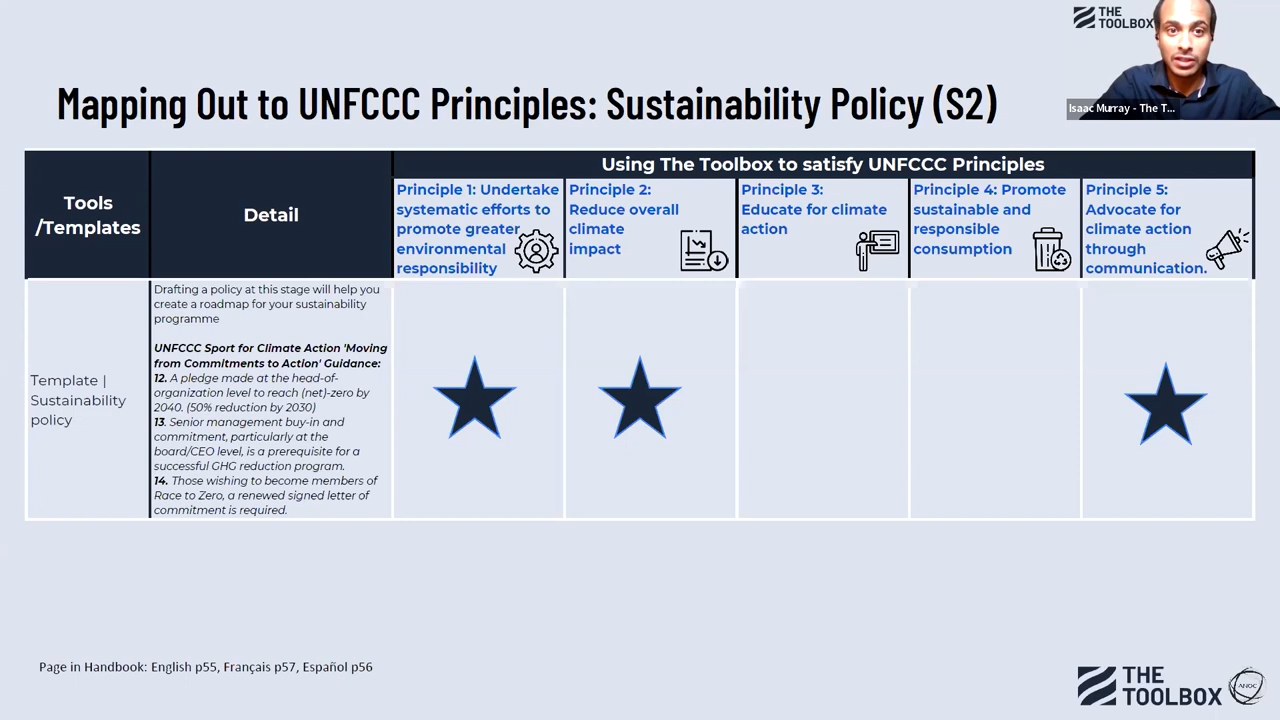 THE
TOOLBOX
Isaac Murray - The T...
Mapping Out to UNFCCC Principles: Sustainability Policy (S2)
Tools
/Templates
Detail
Using The Toolbox to satisfy UNFCCC Principles
Principle 1: Undertake
systematic efforts to
promote greater
environmental
responsibility
Principle 2:
Reduce overall
climate
impact
Principle 3:
Educate for climate
action
Principle 4: Promote
sustainable and
responsible
consumption
Principle 5:
Advocate for
climate action
through
communication.
Template |
Sustainability
policy
Drafting a policy at this stage will help you
create a roadmap for your sustainability
programme
UNFCCC Sport for Climate Action 'Moving
from Commitments to Action' Guidance:
12. A pledge made at the head-of-
organization level to reach (net)-zero by
2040. (50% reduction by 2030)
13. Senior management buy-in and
commitment, particularly at the
board/CEO level, is a prerequisite for a
successful GHG reduction program.
14. Those wishing to become members of
Race to Zero, a renewed signed letter of
commitment is required.
Page in Handbook: English p55, Français p57, Español p56
THE
TOOLBOX
ANOC